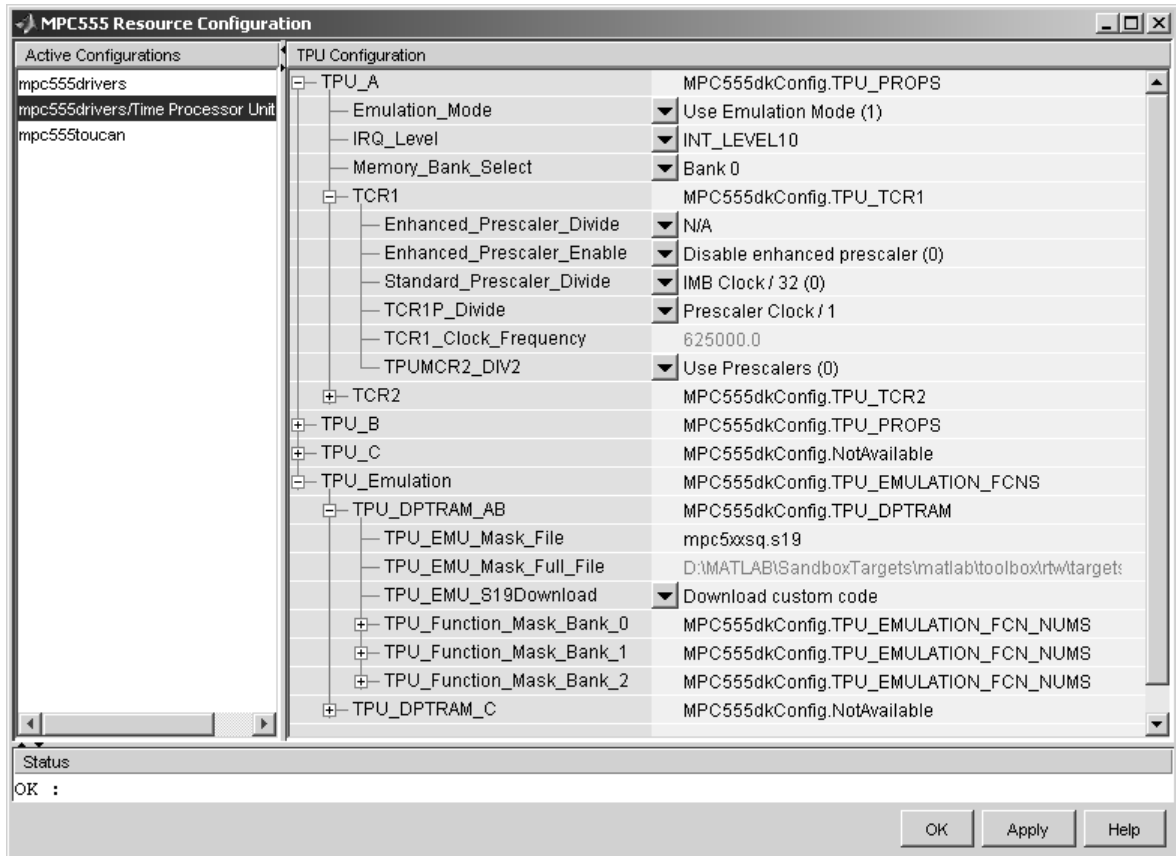 MPC555 Resource Configuration
Active Configurations
mpc555drivers
mpc555drivers/Time Processor Unit
mpc555toucan
TPU Configuration
TPU_A MPC555dkConfig.TPU_PROPS
Emulation_Mode Use Emulation Mode (1)
IRQ_Level INT_LEVEL10
Memory_Bank_Select Bank 0
TCR1 MPC555dkConfig.TPU_TCR1
Enhanced_Prescaler_Divide N/A
Enhanced_Prescaler_Enable Disable enhanced prescaler (0)
Standard_Prescaler_Divide IMB Clock / 32 (0)
TCR1P_Divide Prescaler Clock / 1
TCR1_Clock_Frequency 625000.0
TPUMCR2_DIV2 Use Prescalers (0)
TCR2 MPC555dkConfig.TPU_TCR2
TPU_B MPC555dkConfig.TPU_PROPS
TPU_C MPC555dkConfig.NotAvailable
TPU_Emulation MPC555dkConfig.TPU_EMULATION_FCNS
TPU_DPTRAM_AB MPC555dkConfig.TPU_DPTRAM
TPU_EMU_Mask_File mpc5xxsq.s19
TPU_EMU_Mask_Full_File D:\MATLAB\SandboxTargets\matlab\toolbox\rtw\targets
TPU_EMU_S19Download Download custom code
TPU_Function_Mask_Bank_0 MPC555dkConfig.TPU_EMULATION_FCN_NUMS
TPU_Function_Mask_Bank_1 MPC555dkConfig.TPU_EMULATION_FCN_NUMS
TPU_Function_Mask_Bank_2 MPC555dkConfig.TPU_EMULATION_FCN_NUMS
TPU_DPTRAM_C MPC555dkConfig.NotAvailable
Status
OK :
OK Apply Help